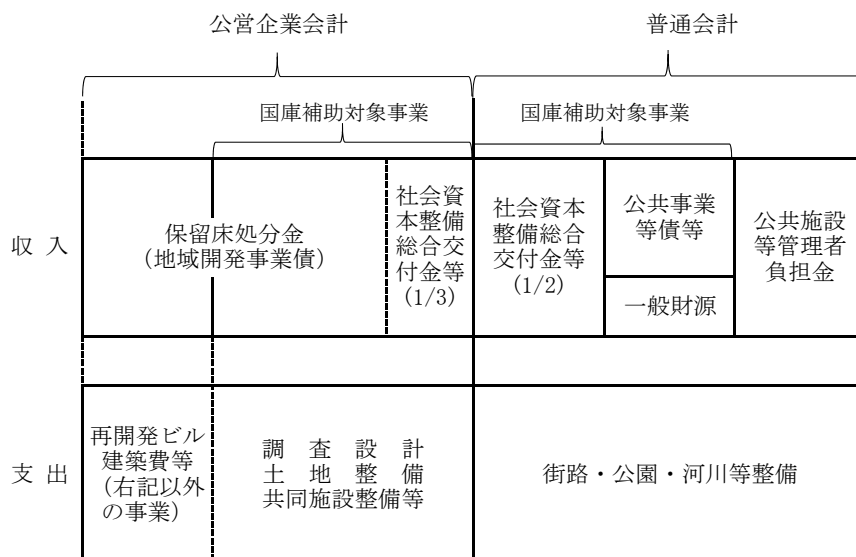 公営企業会計
普通会計
国庫補助対象事業
国庫補助対象事業
収 入
保留床処分金
(地域開発事業債)
社会資
本整備
総合交
付金等
(1/3)
社会資本
整備総合
交付金等
(1/2)
公共事業
等債等
一般財源
公共施設
等管理者
負担金
支 出
再開発ビル
建築費等
(右記以外
の事業)
調 査 設 計
土 地 整 備
共同施設整備等
街路・公園・河川等整備